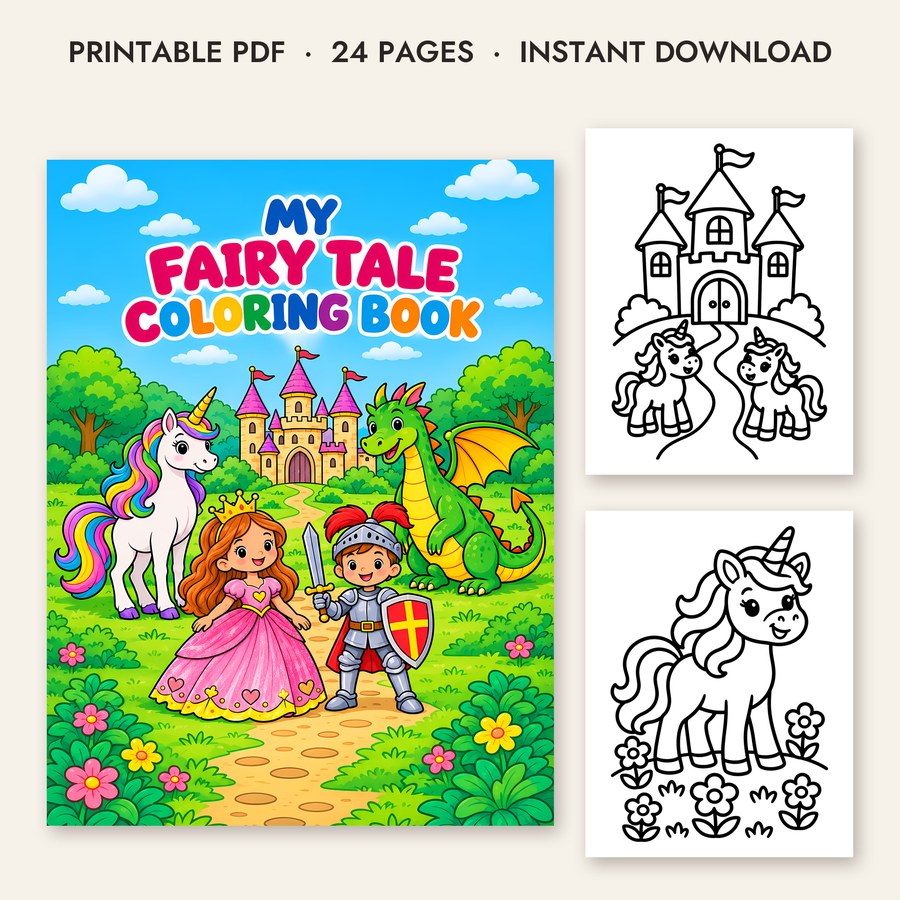 PRINTABLE PDF · 24 PAGES · INSTANT DOWNLOAD
MY
FAIRY TALE
COLORING BOOK